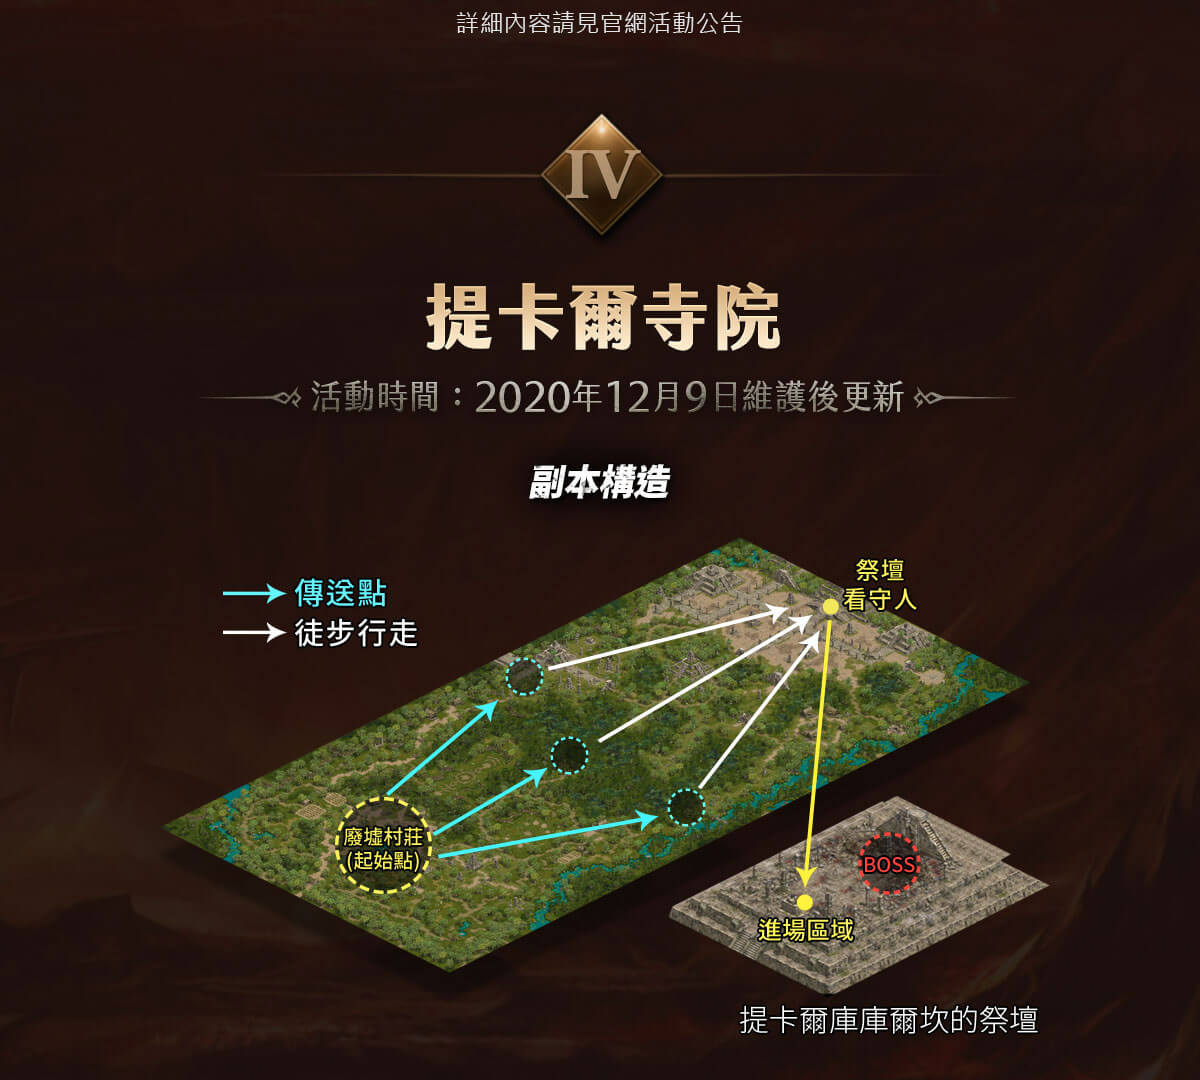 詳細內容請見官網活動公告
IV
提卡爾寺院
活動時間：2020年12月9日維護後更新
副本構造
傳送點
徒步行走
祭壇
看守人
廢墟村莊
(起始點)
BOSS
進場區域
提卡爾庫庫爾坎的祭壇